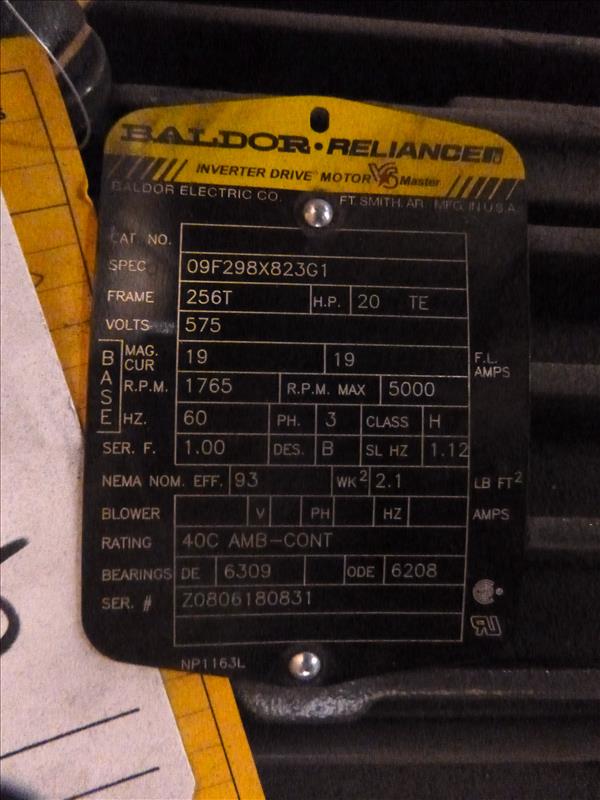 BALDOR • RELIANCE
INVERTER DRIVE MOTOR VS Master
BALDOR ELECTRIC CO. FT. SMITH, AR MFG. IN U.S.A.
CAT NO.
SPEC 09F298X823G1
FRAME 256T H.P. 20 TE
VOLTS 575
BASE
MAG. CUR 19 19 F.L. AMPS
R.P.M. 1765 R.P.M. MAX 5000
HZ. 60 PH. 3 CLASS H
SER. F. 1.00 DES. B SL HZ 1.12
NEMA NOM. EFF. 93 WK² 2.1 LB FT²
BLOWER V PH HZ AMPS
RATING 40C AMB-CONT
BEARINGS DE 6309 ODE 6208
SER. # Z0806180831
NP1163L